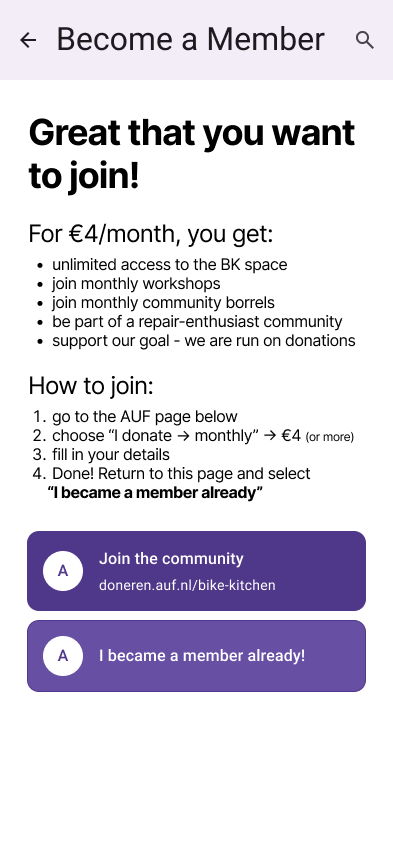 Become a Member
Great that you want
to join!
For €4/month, you get:
• unlimited access to the BK space
• join monthly workshops
• join monthly community borrels
• be part of a repair-enthusiast community
• support our goal - we are run on donations
How to join:
1. go to the AUF page below
2. choose “I donate → monthly” → €4 (or more)
3. fill in your details
4. Done! Return to this page and select
“I became a member already”
A
Join the community
doneren.auf.nl/bike-kitchen
A
I became a member already!